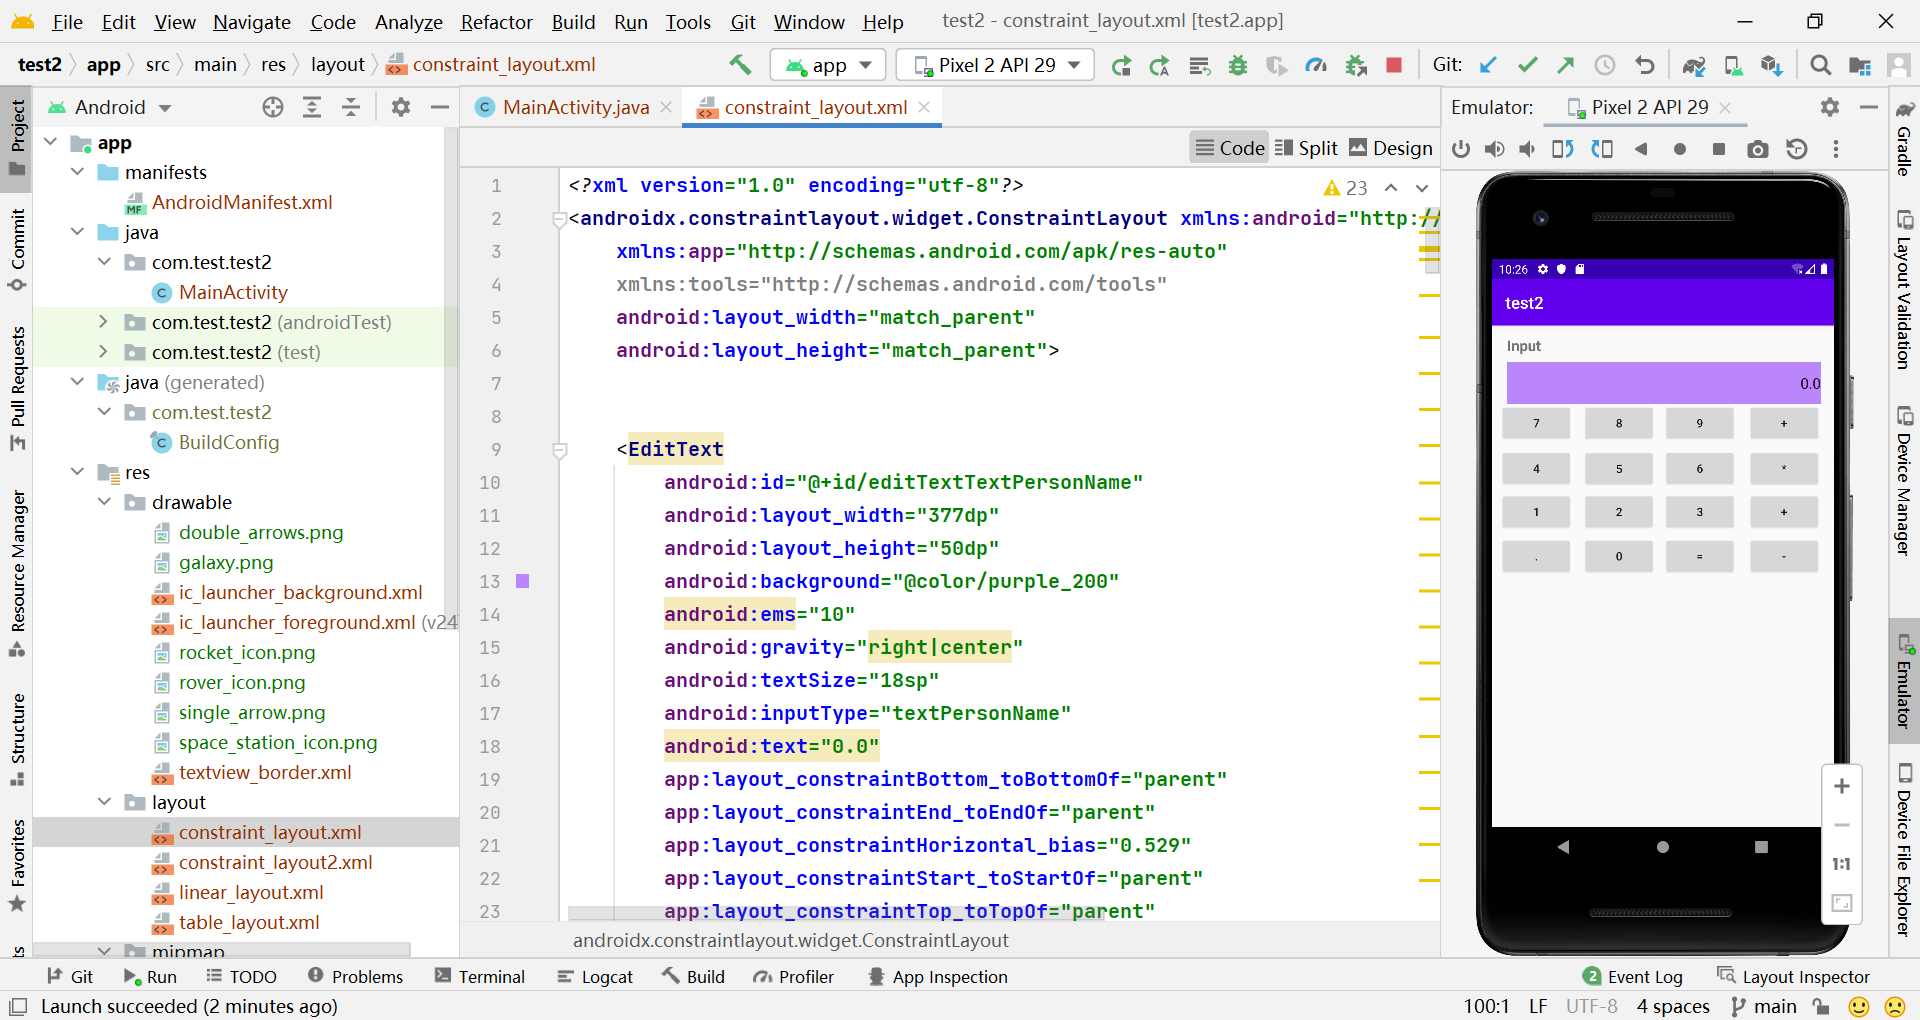 File Edit View Navigate Code Analyze Refactor Build Run Tools Git Window Help test2 - constraint_layout.xml [test2.app]
test2 app src main res layout constraint_layout.xml app Pixel 2 API 29 Git:
Android
MainActivity.java
constraint_layout.xml
Emulator: Pixel 2 API 29
Code Split Design
Project
Commit
Pull Requests
Resource Manager
Structure
Favorites
app
manifests
AndroidManifest.xml
java
com.test.test2
MainActivity
com.test.test2 (androidTest)
com.test.test2 (test)
java (generated)
com.test.test2
BuildConfig
res
drawable
double_arrows.png
galaxy.png
ic_launcher_background.xml
ic_launcher_foreground.xml (v24
rocket_icon.png
rover_icon.png
single_arrow.png
space_station_icon.png
textview_border.xml
layout
constraint_layout.xml
constraint_layout2.xml
linear_layout.xml
table_layout.xml
mipmap
23
1 <?xml version="1.0" encoding="utf-8"?>
2 <androidx.constraintlayout.widget.ConstraintLayout xmlns:android="http://
3 xmlns:app="http://schemas.android.com/apk/res-auto"
4 xmlns:tools="http://schemas.android.com/tools"
5 android:layout_width="match_parent"
6 android:layout_height="match_parent">
7
8
9 <EditText
10 android:id="@+id/editTextTextPersonName"
11 android:layout_width="377dp"
12 android:layout_height="50dp"
13 android:background="@color/purple_200"
14 android:ems="10"
15 android:gravity="right|center"
16 android:textSize="18sp"
17 android:inputType="textPersonName"
18 android:text="0.0"
19 app:layout_constraintBottom_toBottomOf="parent"
20 app:layout_constraintEnd_toEndOf="parent"
21 app:layout_constraintHorizontal_bias="0.529"
22 app:layout_constraintStart_toStartOf="parent"
23 app:layout_constraintTop_toTopOf="parent"
androidx.constraintlayout.widget.ConstraintLayout
10:26
test2
Input
0.0
7 8 9 +
4 5 6 *
1 2 3 +
. 0 = -
1:1
Gradle
Layout Validation
Device Manager
Emulator
Device File Explorer
Git Run TODO Problems Terminal Logcat Build Profiler App Inspection 2 Event Log Layout Inspector
Launch succeeded (2 minutes ago) 100:1 LF UTF-8 4 spaces main